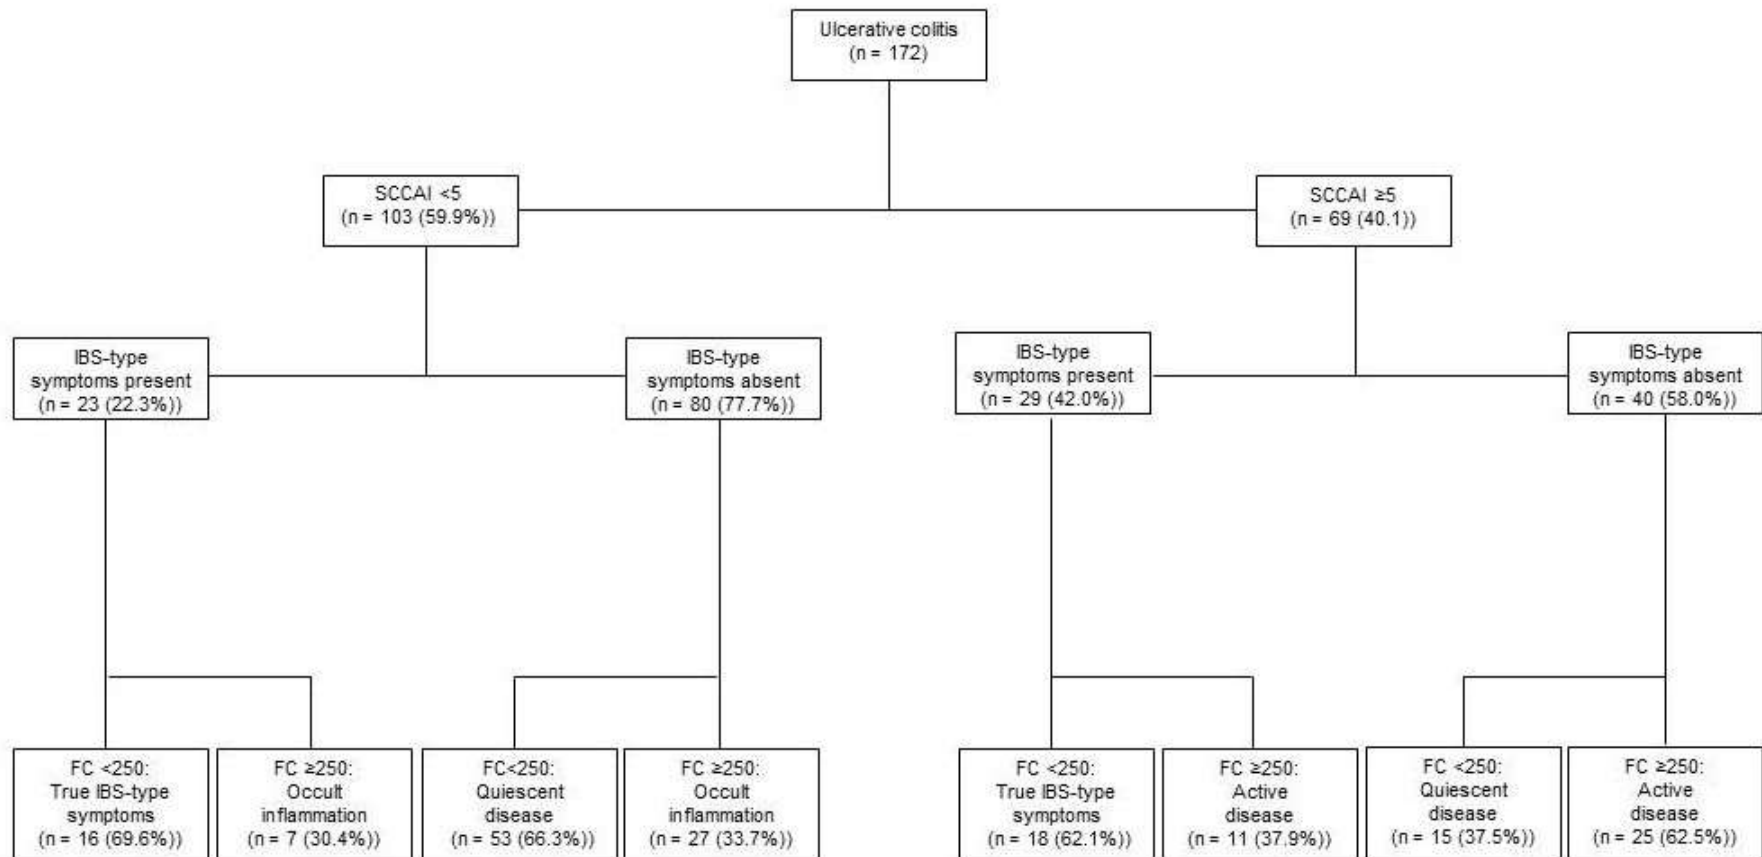 Ulcerative colitis
(n = 172)
SCCAI <5
(n = 103 (59.9%))
SCCAI ≥5
(n = 69 (40.1))
IBS-type
symptoms present
(n = 23 (22.3%))
IBS-type
symptoms absent
(n = 80 (77.7%))
IBS-type
symptoms present
(n = 29 (42.0%))
IBS-type
symptoms absent
(n = 40 (58.0%))
FC <250:
True IBS-type
symptoms
(n = 16 (69.6%))
FC ≥250:
Occult
inflammation
(n = 7 (30.4%))
FC<250:
Quiescent
disease
(n = 53 (66.3%))
FC ≥250:
Occult
inflammation
(n = 27 (33.7%))
FC <250:
True IBS-type
symptoms
(n = 18 (62.1%))
FC ≥250:
Active
disease
(n = 11 (37.9%))
FC <250:
Quiescent
disease
(n = 15 (37.5%))
FC ≥250:
Active
disease
(n = 25 (62.5%))